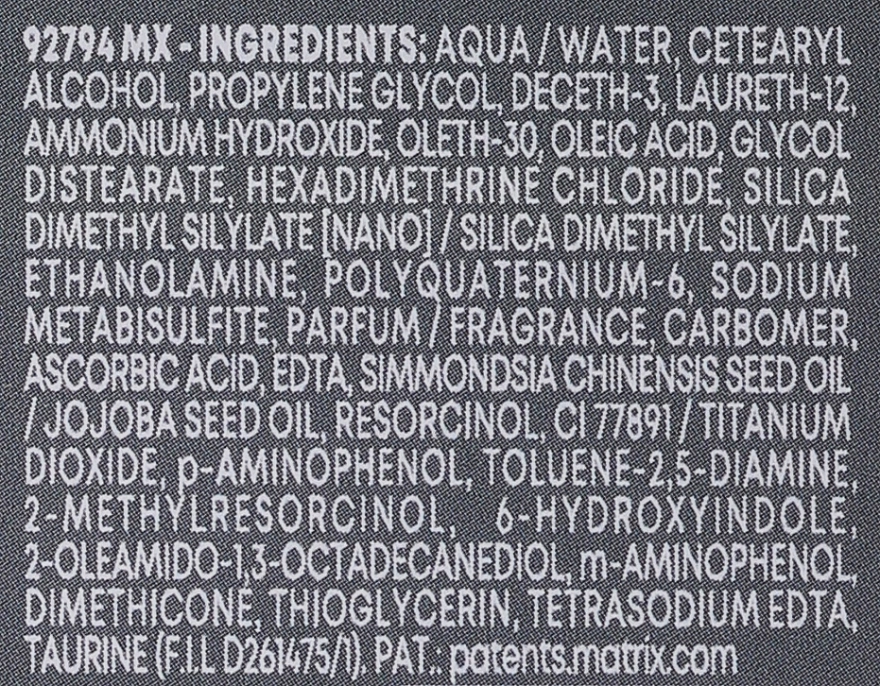 92794 MX - INGREDIENTS: AQUA / WATER, CETEARYL
ALCOHOL, PROPYLENE GLYCOL, DECETH-3, LAURETH-12,
AMMONIUM HYDROXIDE, OLETH-30, OLEIC ACID, GLYCOL
DISTEARATE, HEXADIMETHRINE CHLORIDE, SILICA
DIMETHYL SILYLATE [NANO] / SILICA DIMETHYL SILYLATE,
ETHANOLAMINE, POLYQUATERNIUM-6, SODIUM
METABISULFITE, PARFUM / FRAGRANCE, CARBOMER,
ASCORBIC ACID, EDTA, SIMMONDSIA CHINENSIS SEED OIL
/ JOJOBA SEED OIL, RESORCINOL, CI 77891 / TITANIUM
DIOXIDE, p-AMINOPHENOL, TOLUENE-2,5-DIAMINE,
2-METHYLRESORCINOL, 6-HYDROXYINDOLE,
2-OLEAMIDO-1,3-OCTADECANEDIOL, m-AMINOPHENOL,
DIMETHICONE, THIOGLYCERIN, TETRASODIUM EDTA,
TAURINE (F.I.L D261475/1). PAT.: patents.matrix.com